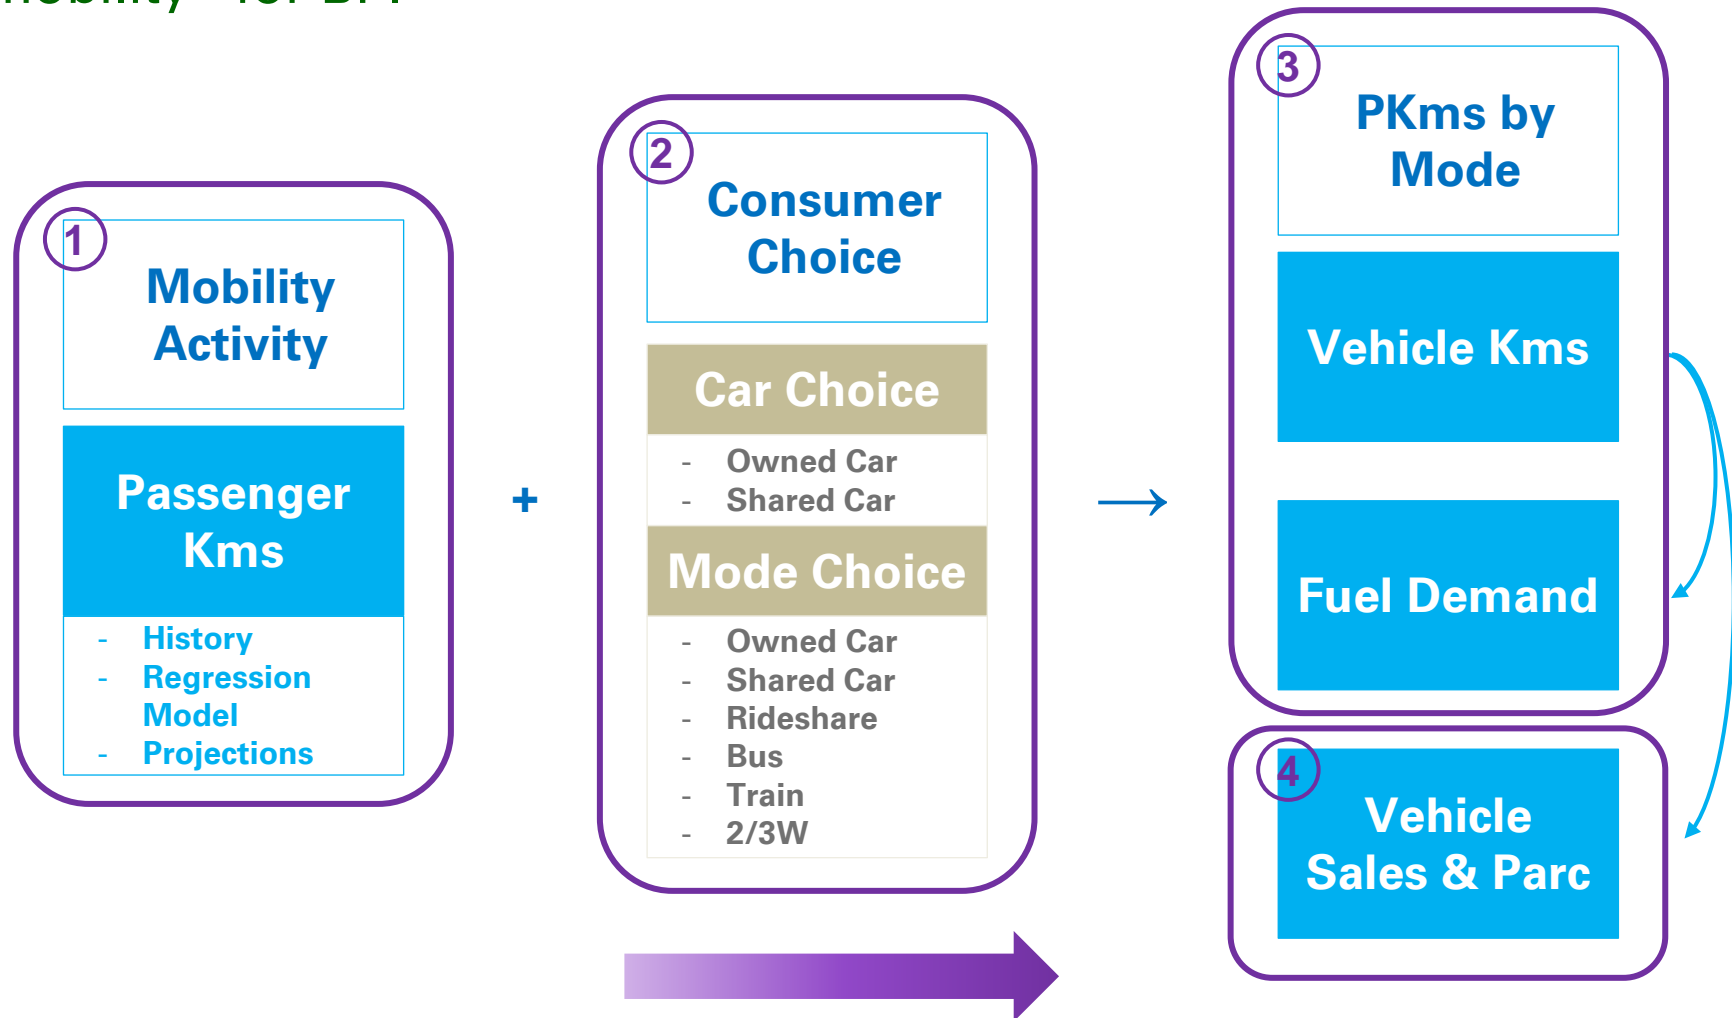 1
Mobility
Activity
Passenger
Kms
- History
- Regression
Model
- Projections
+
2
Consumer
Choice
Car Choice
- Owned Car
- Shared Car
Mode Choice
- Owned Car
- Shared Car
- Rideshare
- Bus
- Train
- 2/3W
→
3
PKms by
Mode
Vehicle Kms
Fuel Demand
4
Vehicle
Sales & Parc